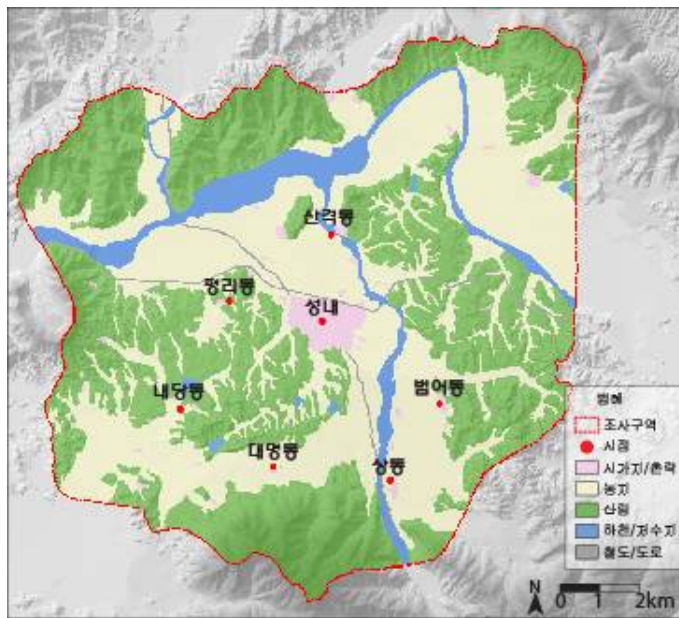 산격동
평리동
성내
내당동
범어동
대명동
상동
범례
조사구역
시점
시가지/촌락
농지
산림
하천/저수지
철도/도로
N
0 1 2km